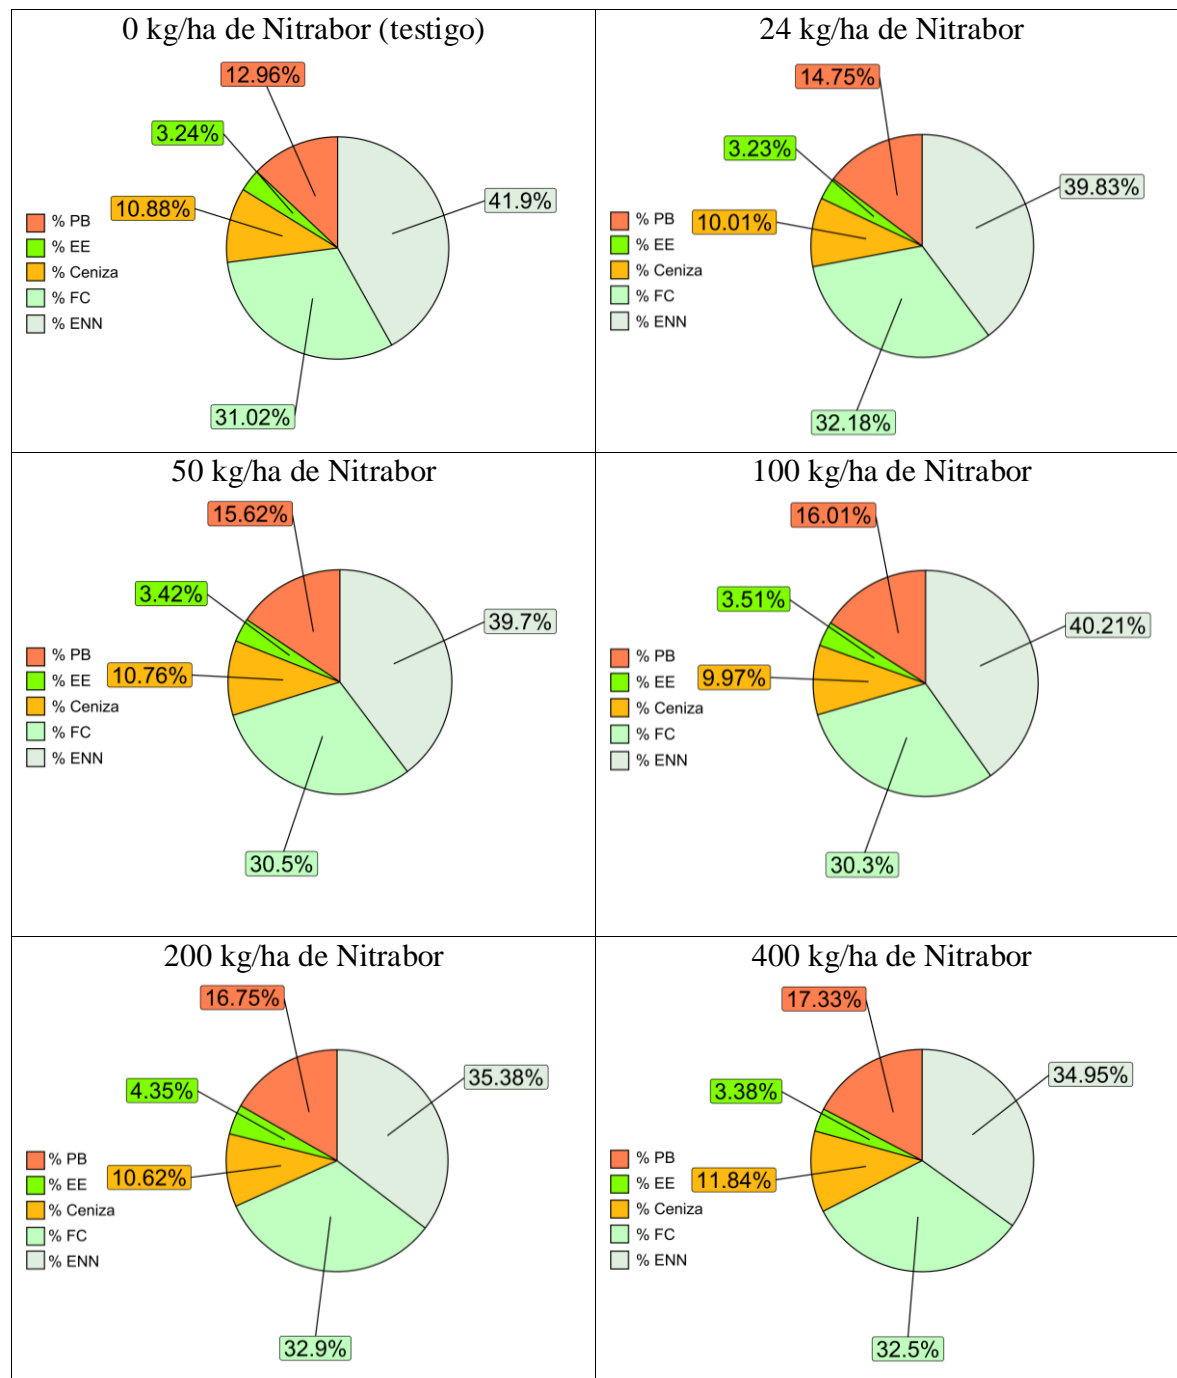 0 kg/ha de Nitrabor (testigo)
12.96%
3.24%
10.88%
41.9%
31.02%
% PB
% EE
% Ceniza
% FC
% ENN
24 kg/ha de Nitrabor
14.75%
3.23%
10.01%
39.83%
32.18%
% PB
% EE
% Ceniza
% FC
% ENN
50 kg/ha de Nitrabor
15.62%
3.42%
10.76%
39.7%
30.5%
% PB
% EE
% Ceniza
% FC
% ENN
100 kg/ha de Nitrabor
16.01%
3.51%
9.97%
40.21%
30.3%
% PB
% EE
% Ceniza
% FC
% ENN
200 kg/ha de Nitrabor
16.75%
4.35%
10.62%
35.38%
32.9%
% PB
% EE
% Ceniza
% FC
% ENN
400 kg/ha de Nitrabor
17.33%
3.38%
11.84%
34.95%
32.5%
% PB
% EE
% Ceniza
% FC
% ENN